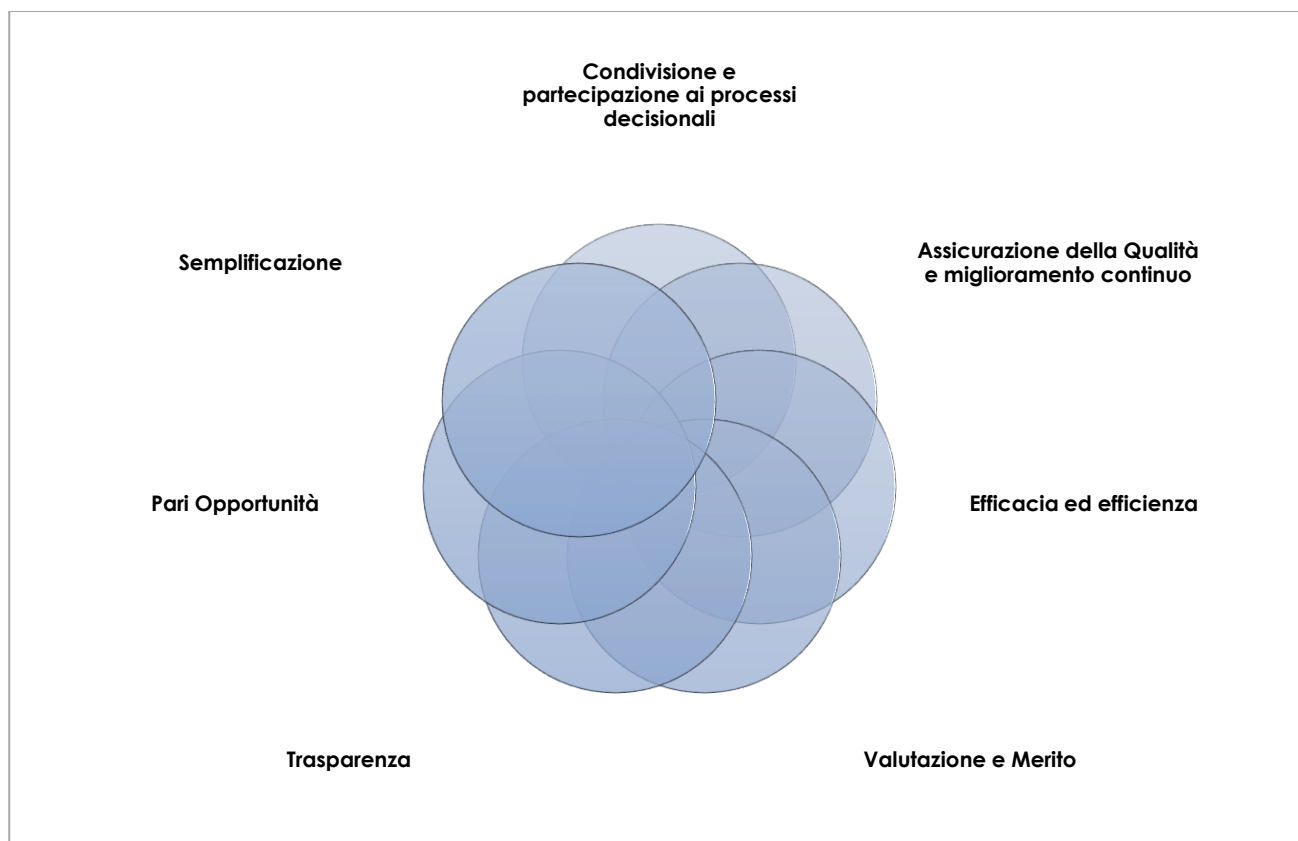 Condivisione e
partecipazione ai processi
decisionali
Semplificazione
Assicurazione della Qualità
e miglioramento continuo
Pari Opportunità
Efficacia ed efficienza
Trasparenza
Valutazione e Merito